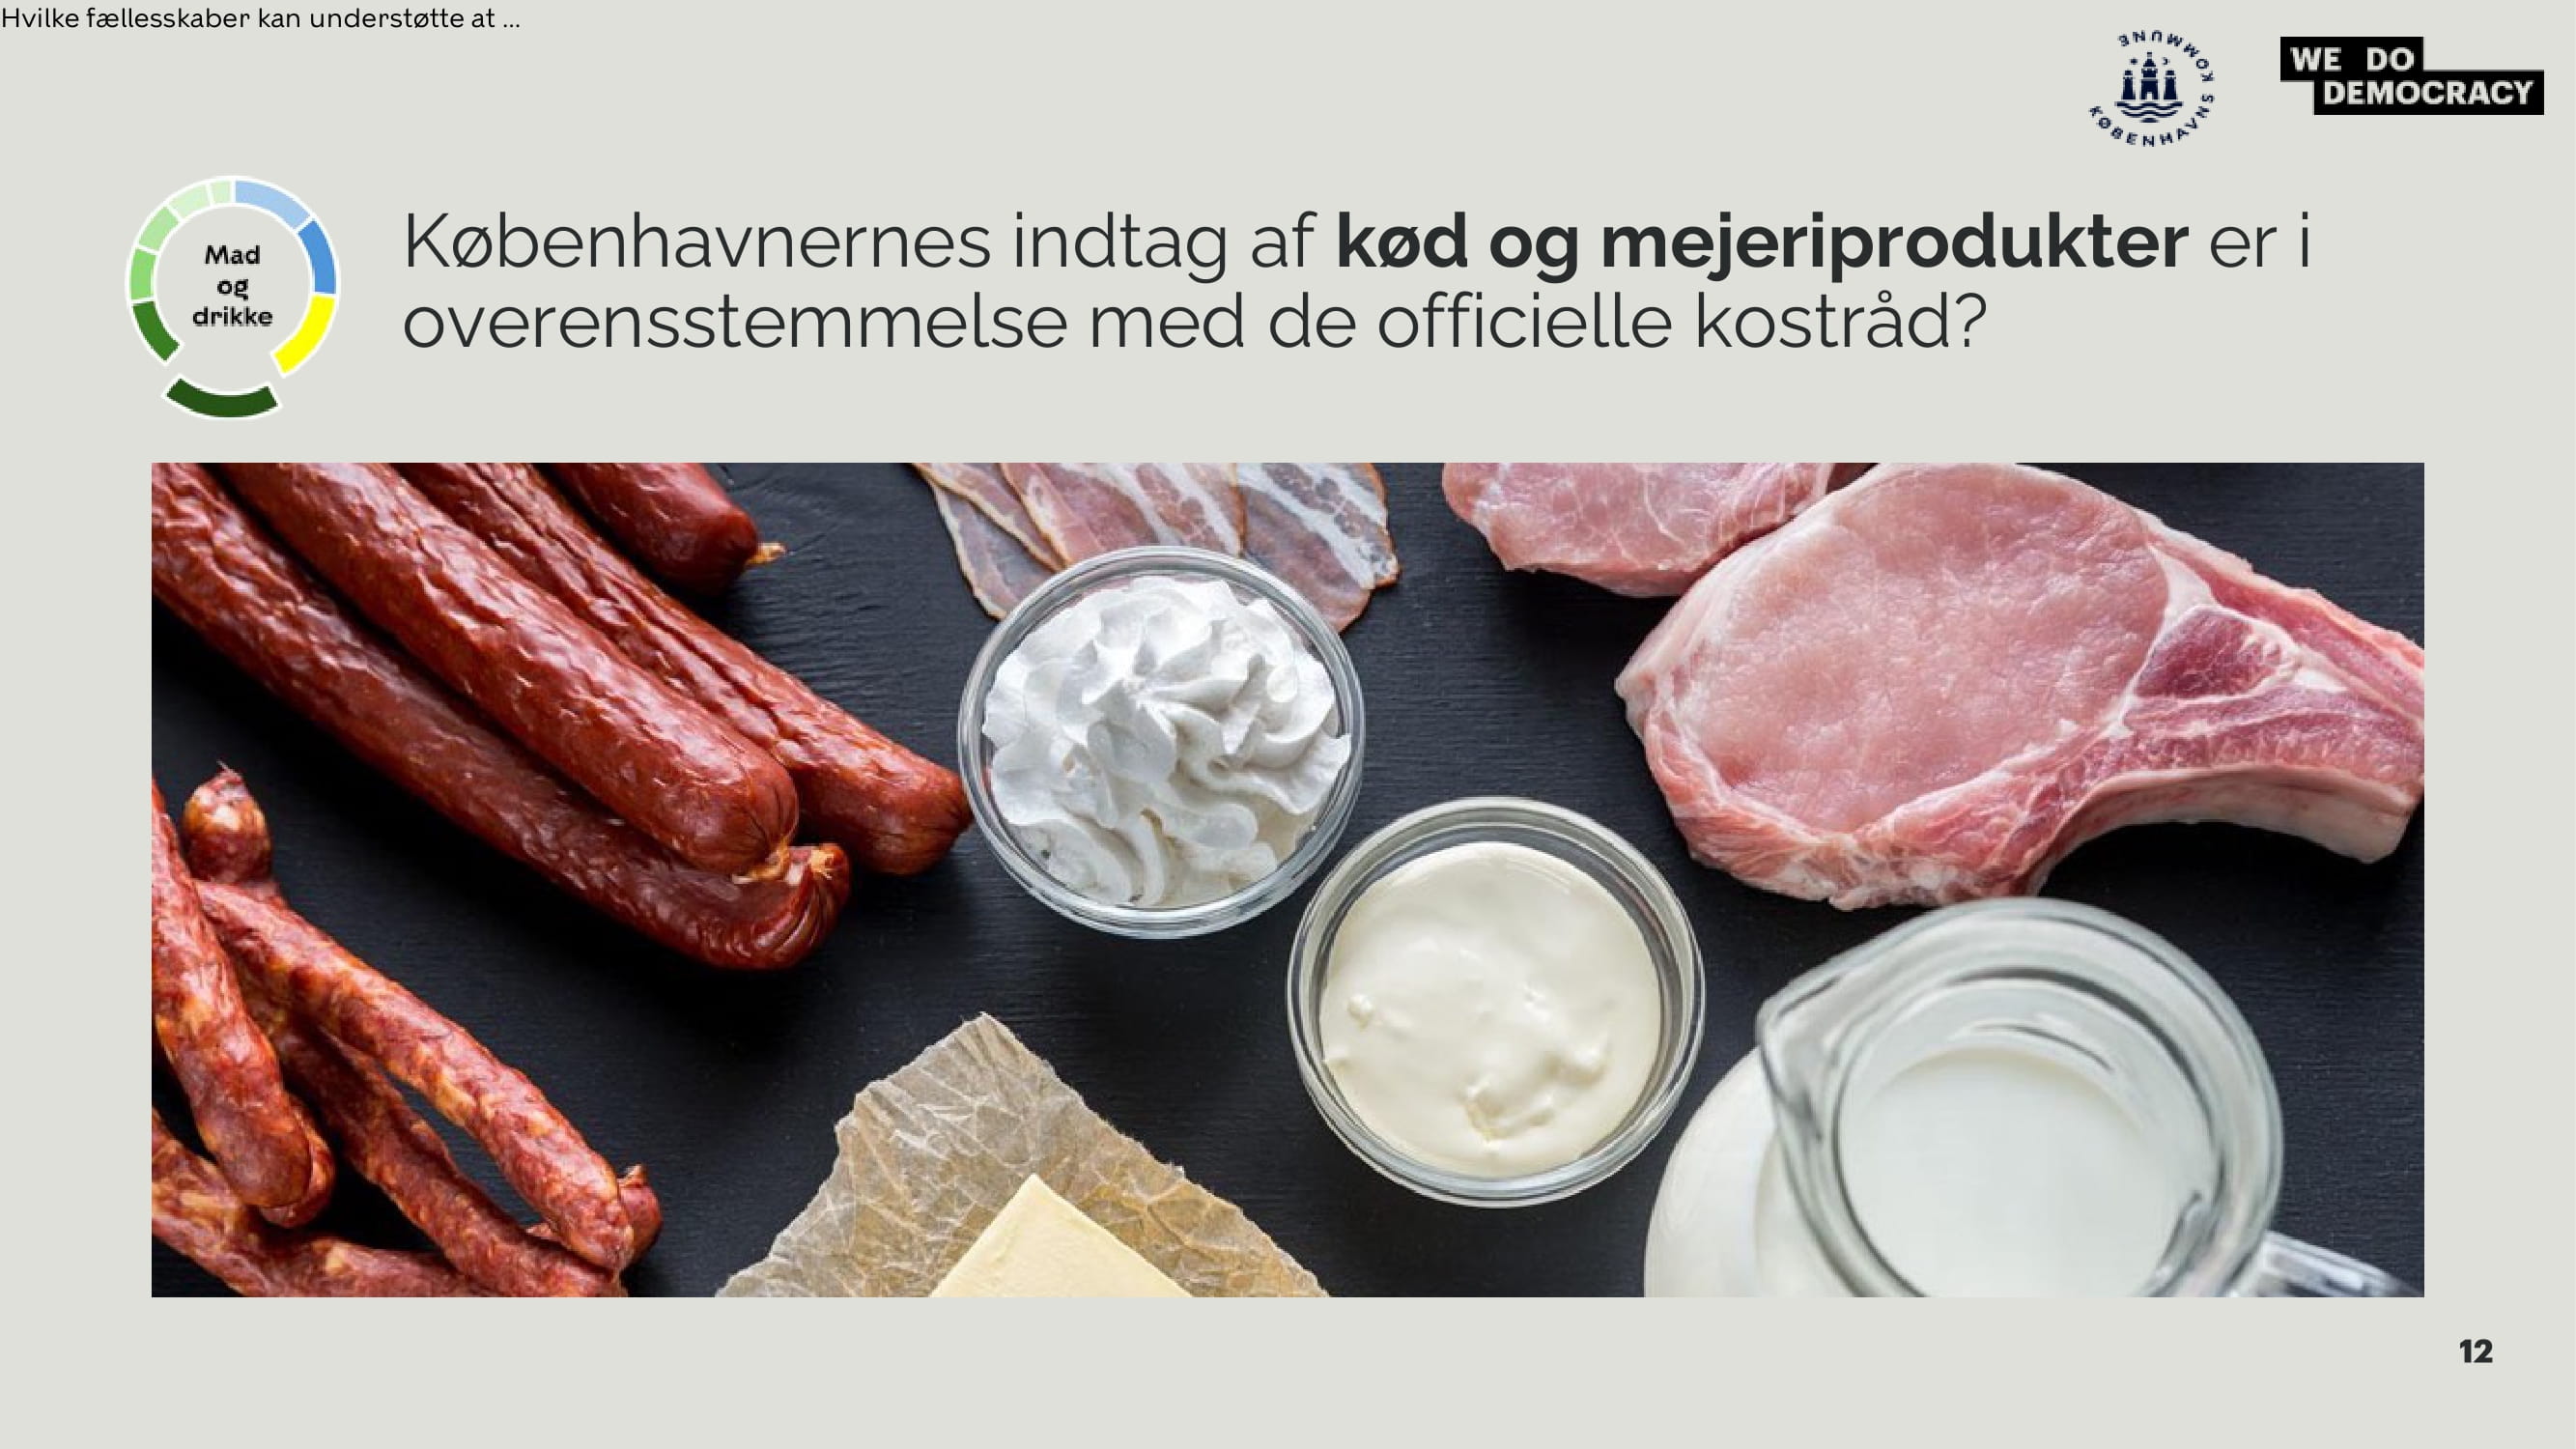 Hvilke fællesskaber kan understøtte at ...
KØBENHAVNS KOMMUNE
WE DO
DEMOCRACY
Mad
og
drikke
Københavnernes indtag af kød og mejeriprodukter er i
overensstemmelse med de officielle kostråd?
12